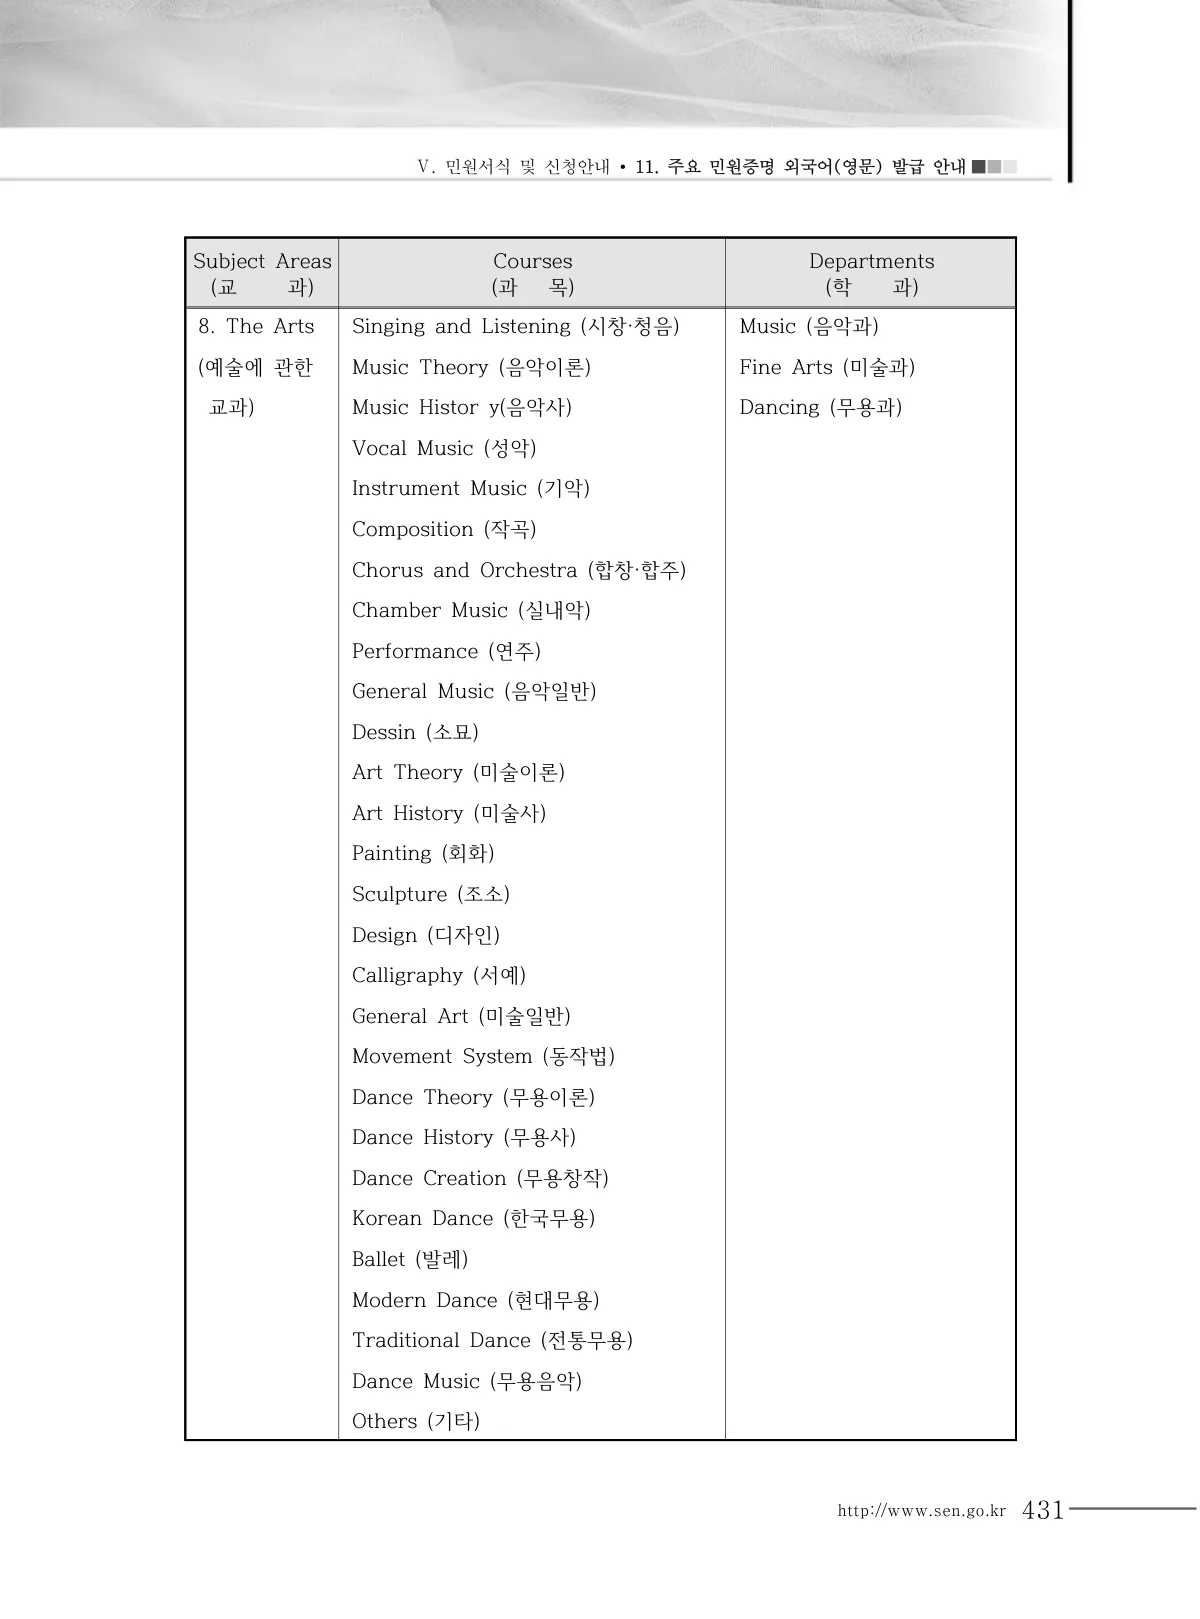 Ⅴ. 민원서식 및 신청안내 • 11. 주요 민원증명 외국어(영문) 발급 안내
Subject Areas
(교 과)
Courses
(과 목)
Departments
(학 과)
8. The Arts
(예술에 관한
교과)
Singing and Listening (시창·청음)
Music Theory (음악이론)
Music Histor y(음악사)
Vocal Music (성악)
Instrument Music (기악)
Composition (작곡)
Chorus and Orchestra (합창·합주)
Chamber Music (실내악)
Performance (연주)
General Music (음악일반)
Dessin (소묘)
Art Theory (미술이론)
Art History (미술사)
Painting (회화)
Sculpture (조소)
Design (디자인)
Calligraphy (서예)
General Art (미술일반)
Movement System (동작법)
Dance Theory (무용이론)
Dance History (무용사)
Dance Creation (무용창작)
Korean Dance (한국무용)
Ballet (발레)
Modern Dance (현대무용)
Traditional Dance (전통무용)
Dance Music (무용음악)
Others (기타)
Music (음악과)
Fine Arts (미술과)
Dancing (무용과)
http://www.sen.go.kr 431